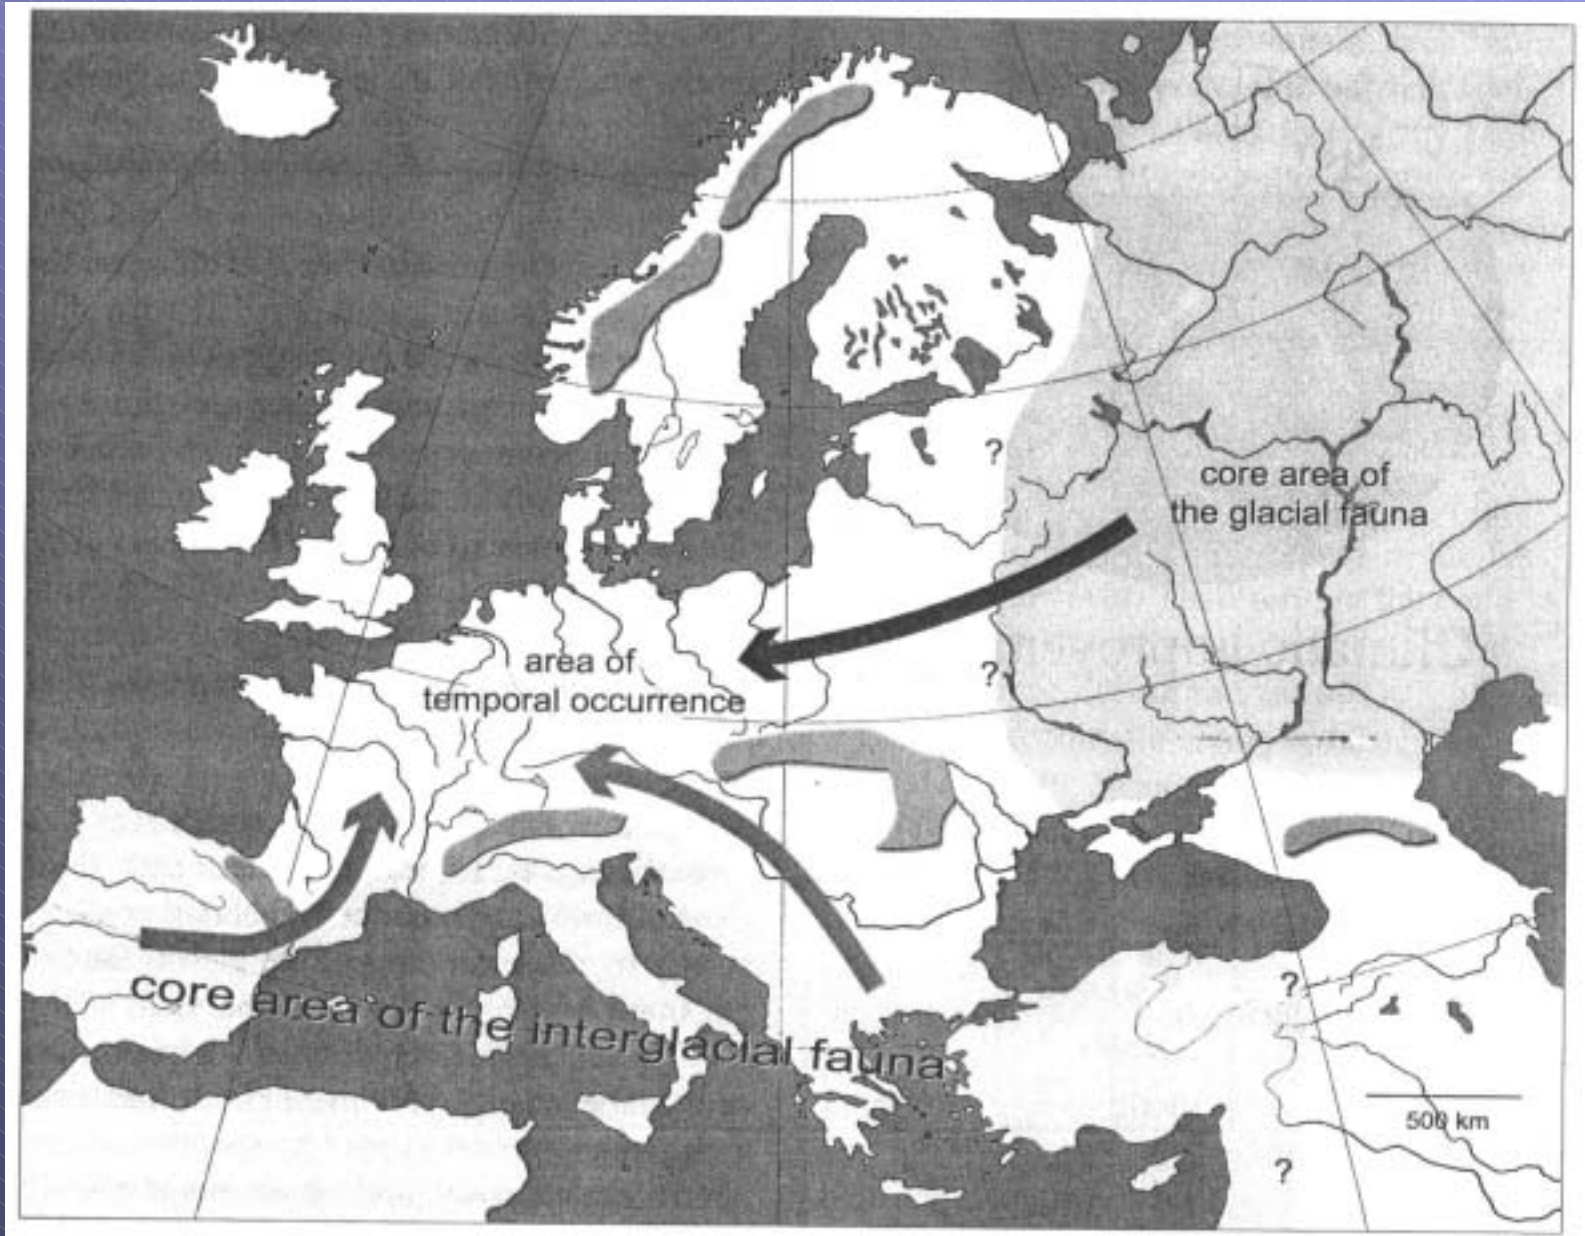 ?
core area of
the glacial fauna
area of
temporal occurrence
?
core area of the interglacial fauna
?
500 km
?